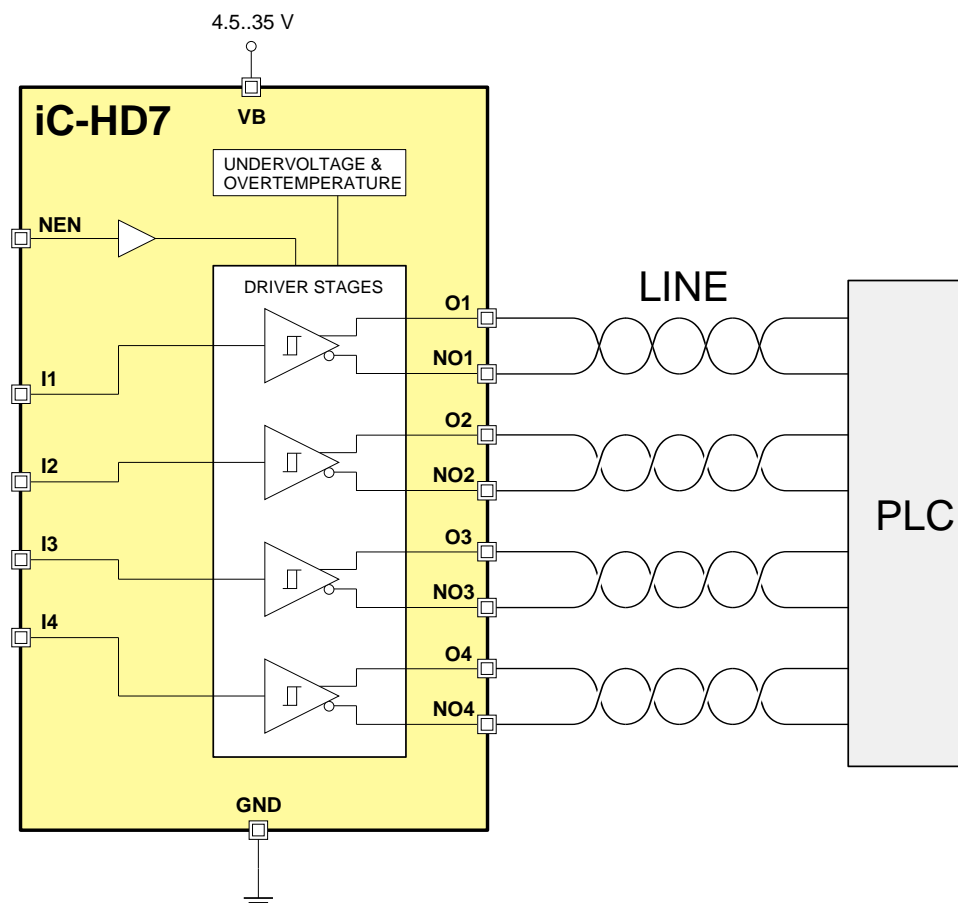 4.5..35 V
VB
iC-HD7
UNDERVOLTAGE &
OVERTEMPERATURE
NEN
DRIVER STAGES
LINE
O1
NO1
I1
O2
NO2
I2
PLC
O3
NO3
I3
I4
O4
NO4
GND